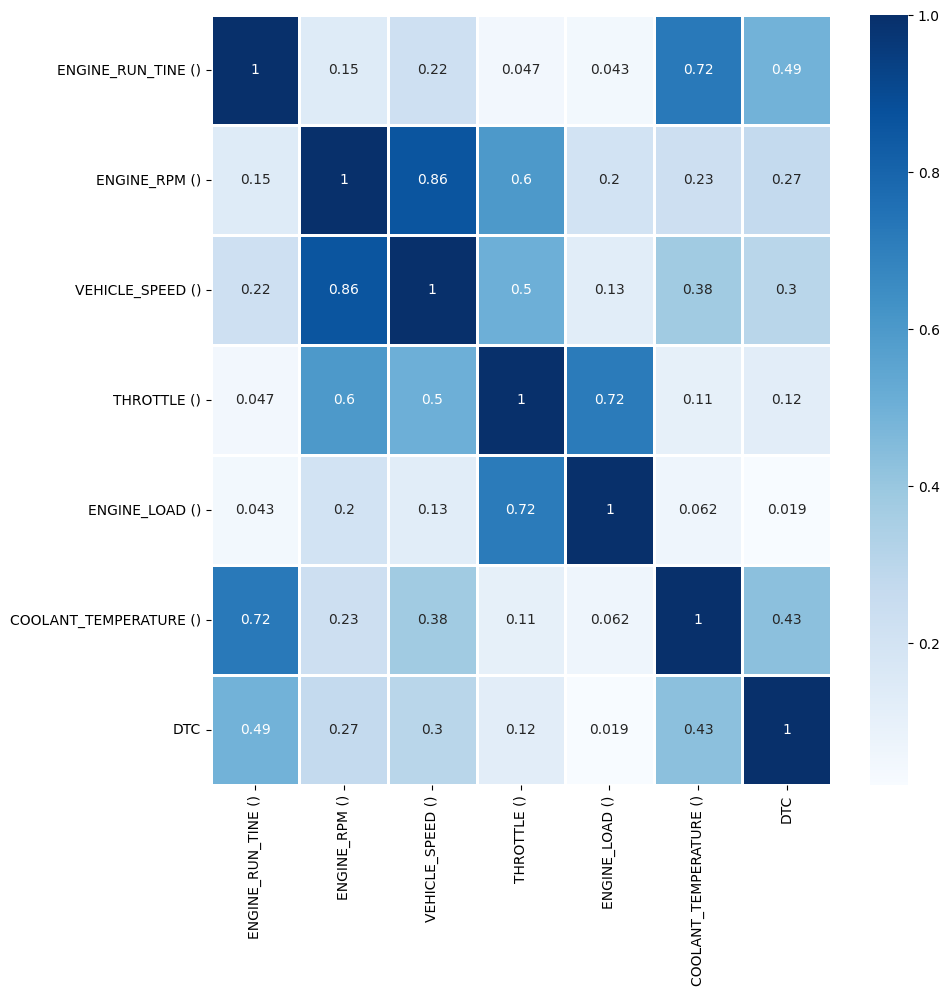 ENGINE_RUN_TINE () 1 0.15 0.22 0.047 0.043 0.72 0.49
ENGINE_RPM () 0.15 1 0.86 0.6 0.2 0.23 0.27
VEHICLE_SPEED () 0.22 0.86 1 0.5 0.13 0.38 0.3
THROTTLE () 0.047 0.6 0.5 1 0.72 0.11 0.12
ENGINE_LOAD () 0.043 0.2 0.13 0.72 1 0.062 0.019
COOLANT_TEMPERATURE () 0.72 0.23 0.38 0.11 0.062 1 0.43
DTC 0.49 0.27 0.3 0.12 0.019 0.43 1
ENGINE_RUN_TINE ()
ENGINE_RPM ()
VEHICLE_SPEED ()
THROTTLE ()
ENGINE_LOAD ()
COOLANT_TEMPERATURE ()
DTC
1.0
0.8
0.6
0.4
0.2